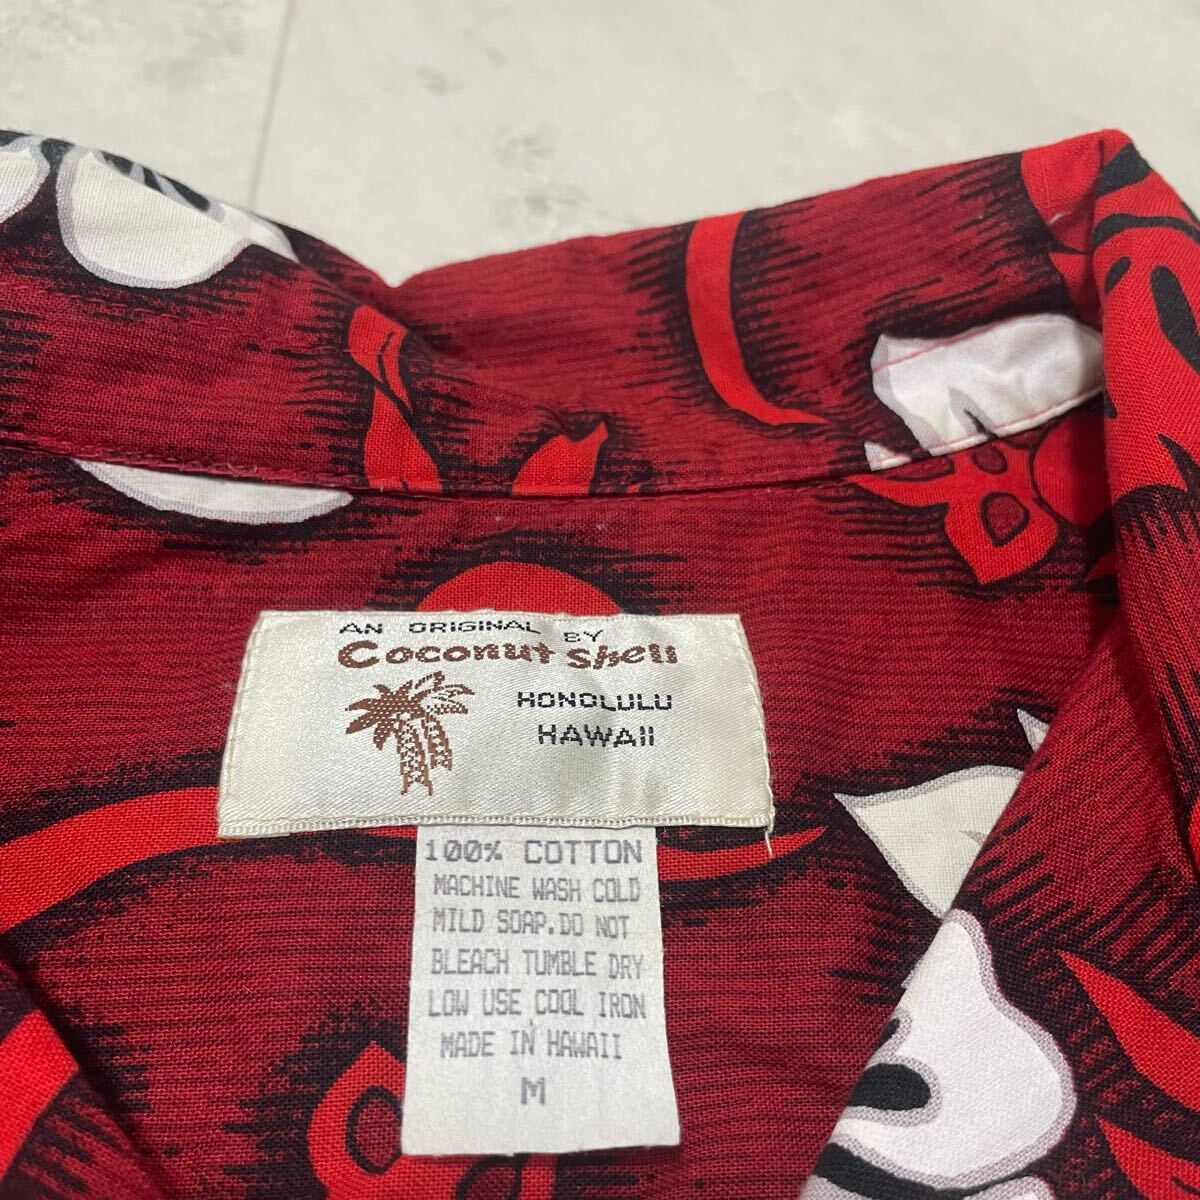 AN ORIGINAL BY
Coconut Shell
HONOLULU
HAWAII
100% COTTON
MACHINE WASH COLD
MILD SOAP.DO NOT
BLEACH TUMBLE DRY
LOW USE COOL IRON
MADE IN HAWAII
M